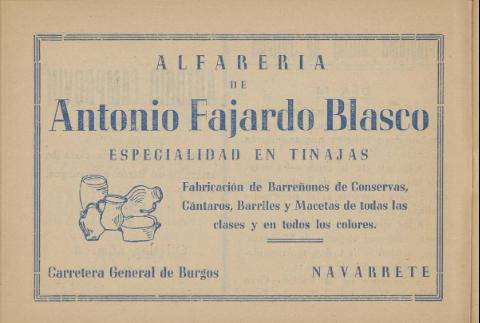 ALFARERIA
DE
Antonio Fajardo Blasco
ESPECIALIDAD EN TINAJAS
Fabricación de Barreñones de Conservas,
Cántaros, Barriles y Macetas de todas las
clases y en todos los colores.
Carretera General de Burgos NAVARRETE